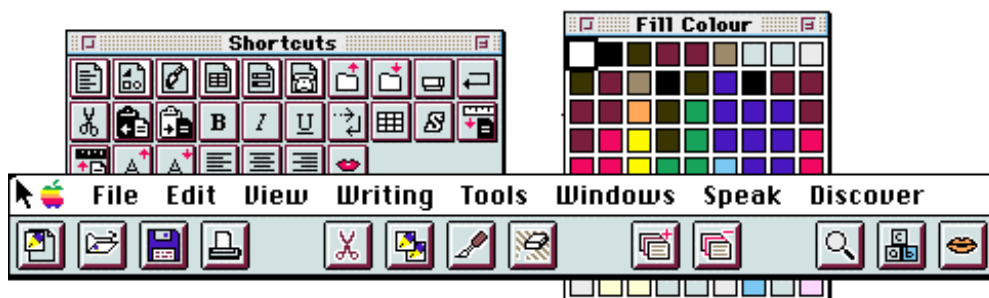 Fill Colour
Shortcuts
B I U S
File Edit View Writing Tools Windows Speak Discover
c
a b